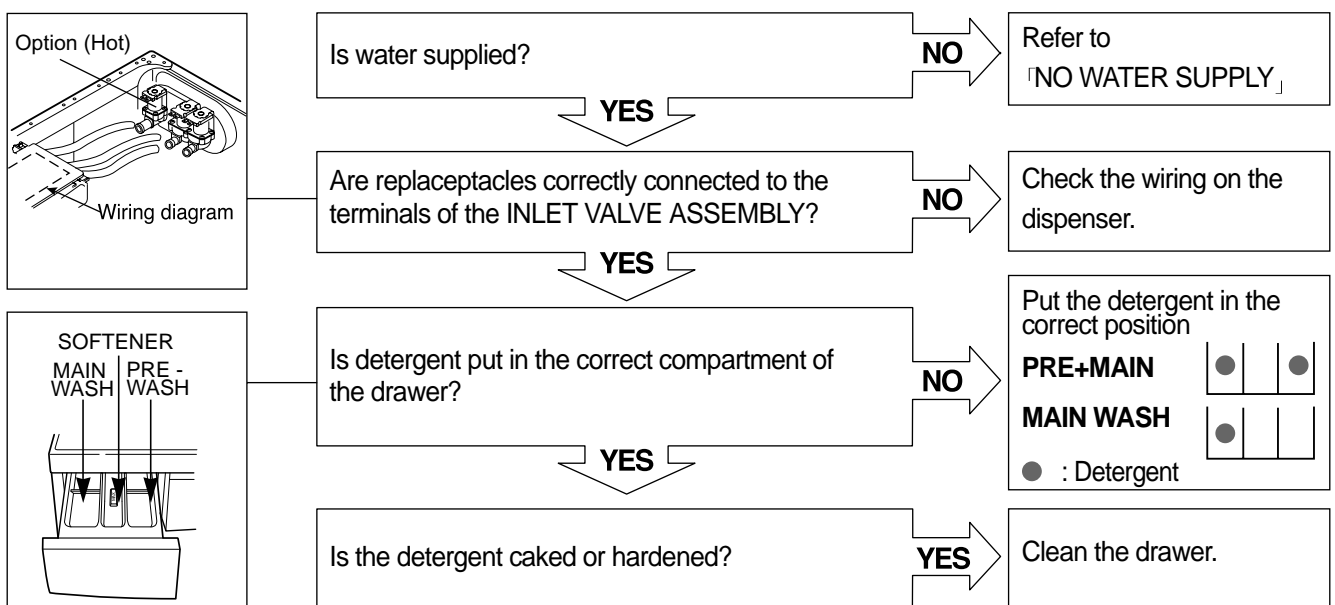 Option (Hot)
Wiring diagram
Is water supplied?
NO
Refer to
「NO WATER SUPPLY」
YES
Are replaceptacles correctly connected to the
terminals of the INLET VALVE ASSEMBLY?
NO
Check the wiring on the
dispenser.
YES
SOFTENER
MAIN PRE -
WASH WASH
Is detergent put in the correct compartment of
the drawer?
NO
Put the detergent in the
correct position
PRE+MAIN
MAIN WASH
: Detergent
YES
Is the detergent caked or hardened?
YES
Clean the drawer.